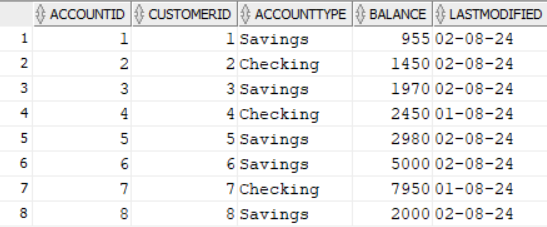 ACCOUNTID CUSTOMERID ACCOUNTTYPE BALANCE LASTMODIFIED
1 1 1 Savings 955 02-08-24
2 2 2 Checking 1450 02-08-24
3 3 3 Savings 1970 02-08-24
4 4 4 Checking 2450 01-08-24
5 5 5 Savings 2980 02-08-24
6 6 6 Savings 5000 02-08-24
7 7 7 Checking 7950 01-08-24
8 8 8 Savings 2000 02-08-24